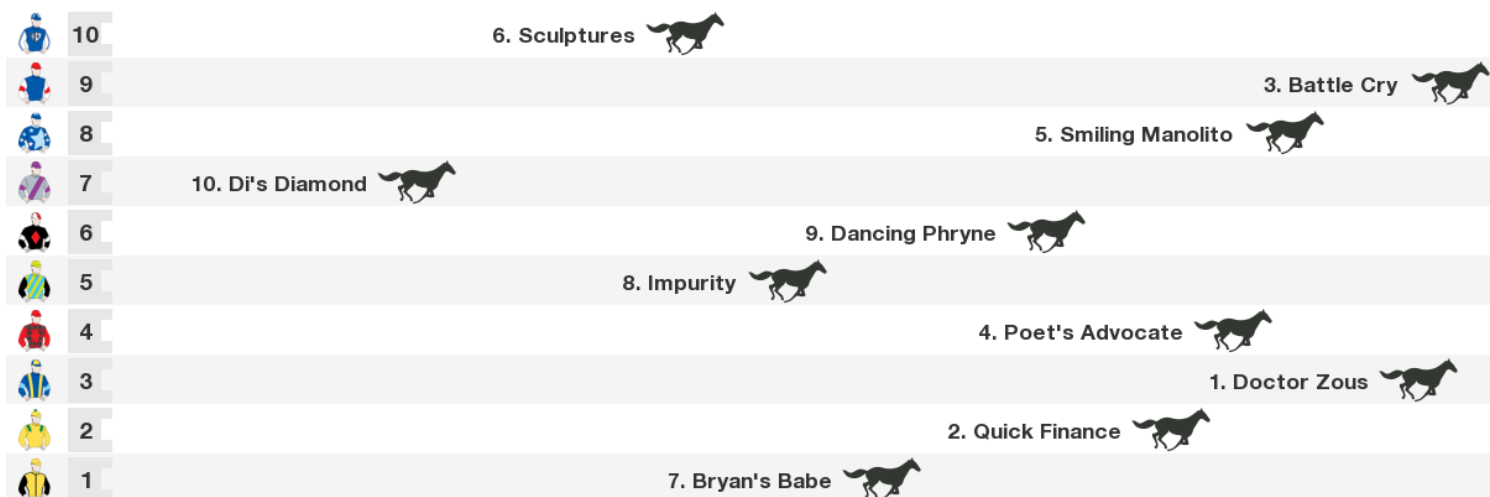 10 6. Sculptures
9 3. Battle Cry
8 5. Smiling Manolito
7 10. Di's Diamond
6 9. Dancing Phryne
5 8. Impurity
4 4. Poet's Advocate
3 1. Doctor Zous
2 2. Quick Finance
1 7. Bryan's Babe